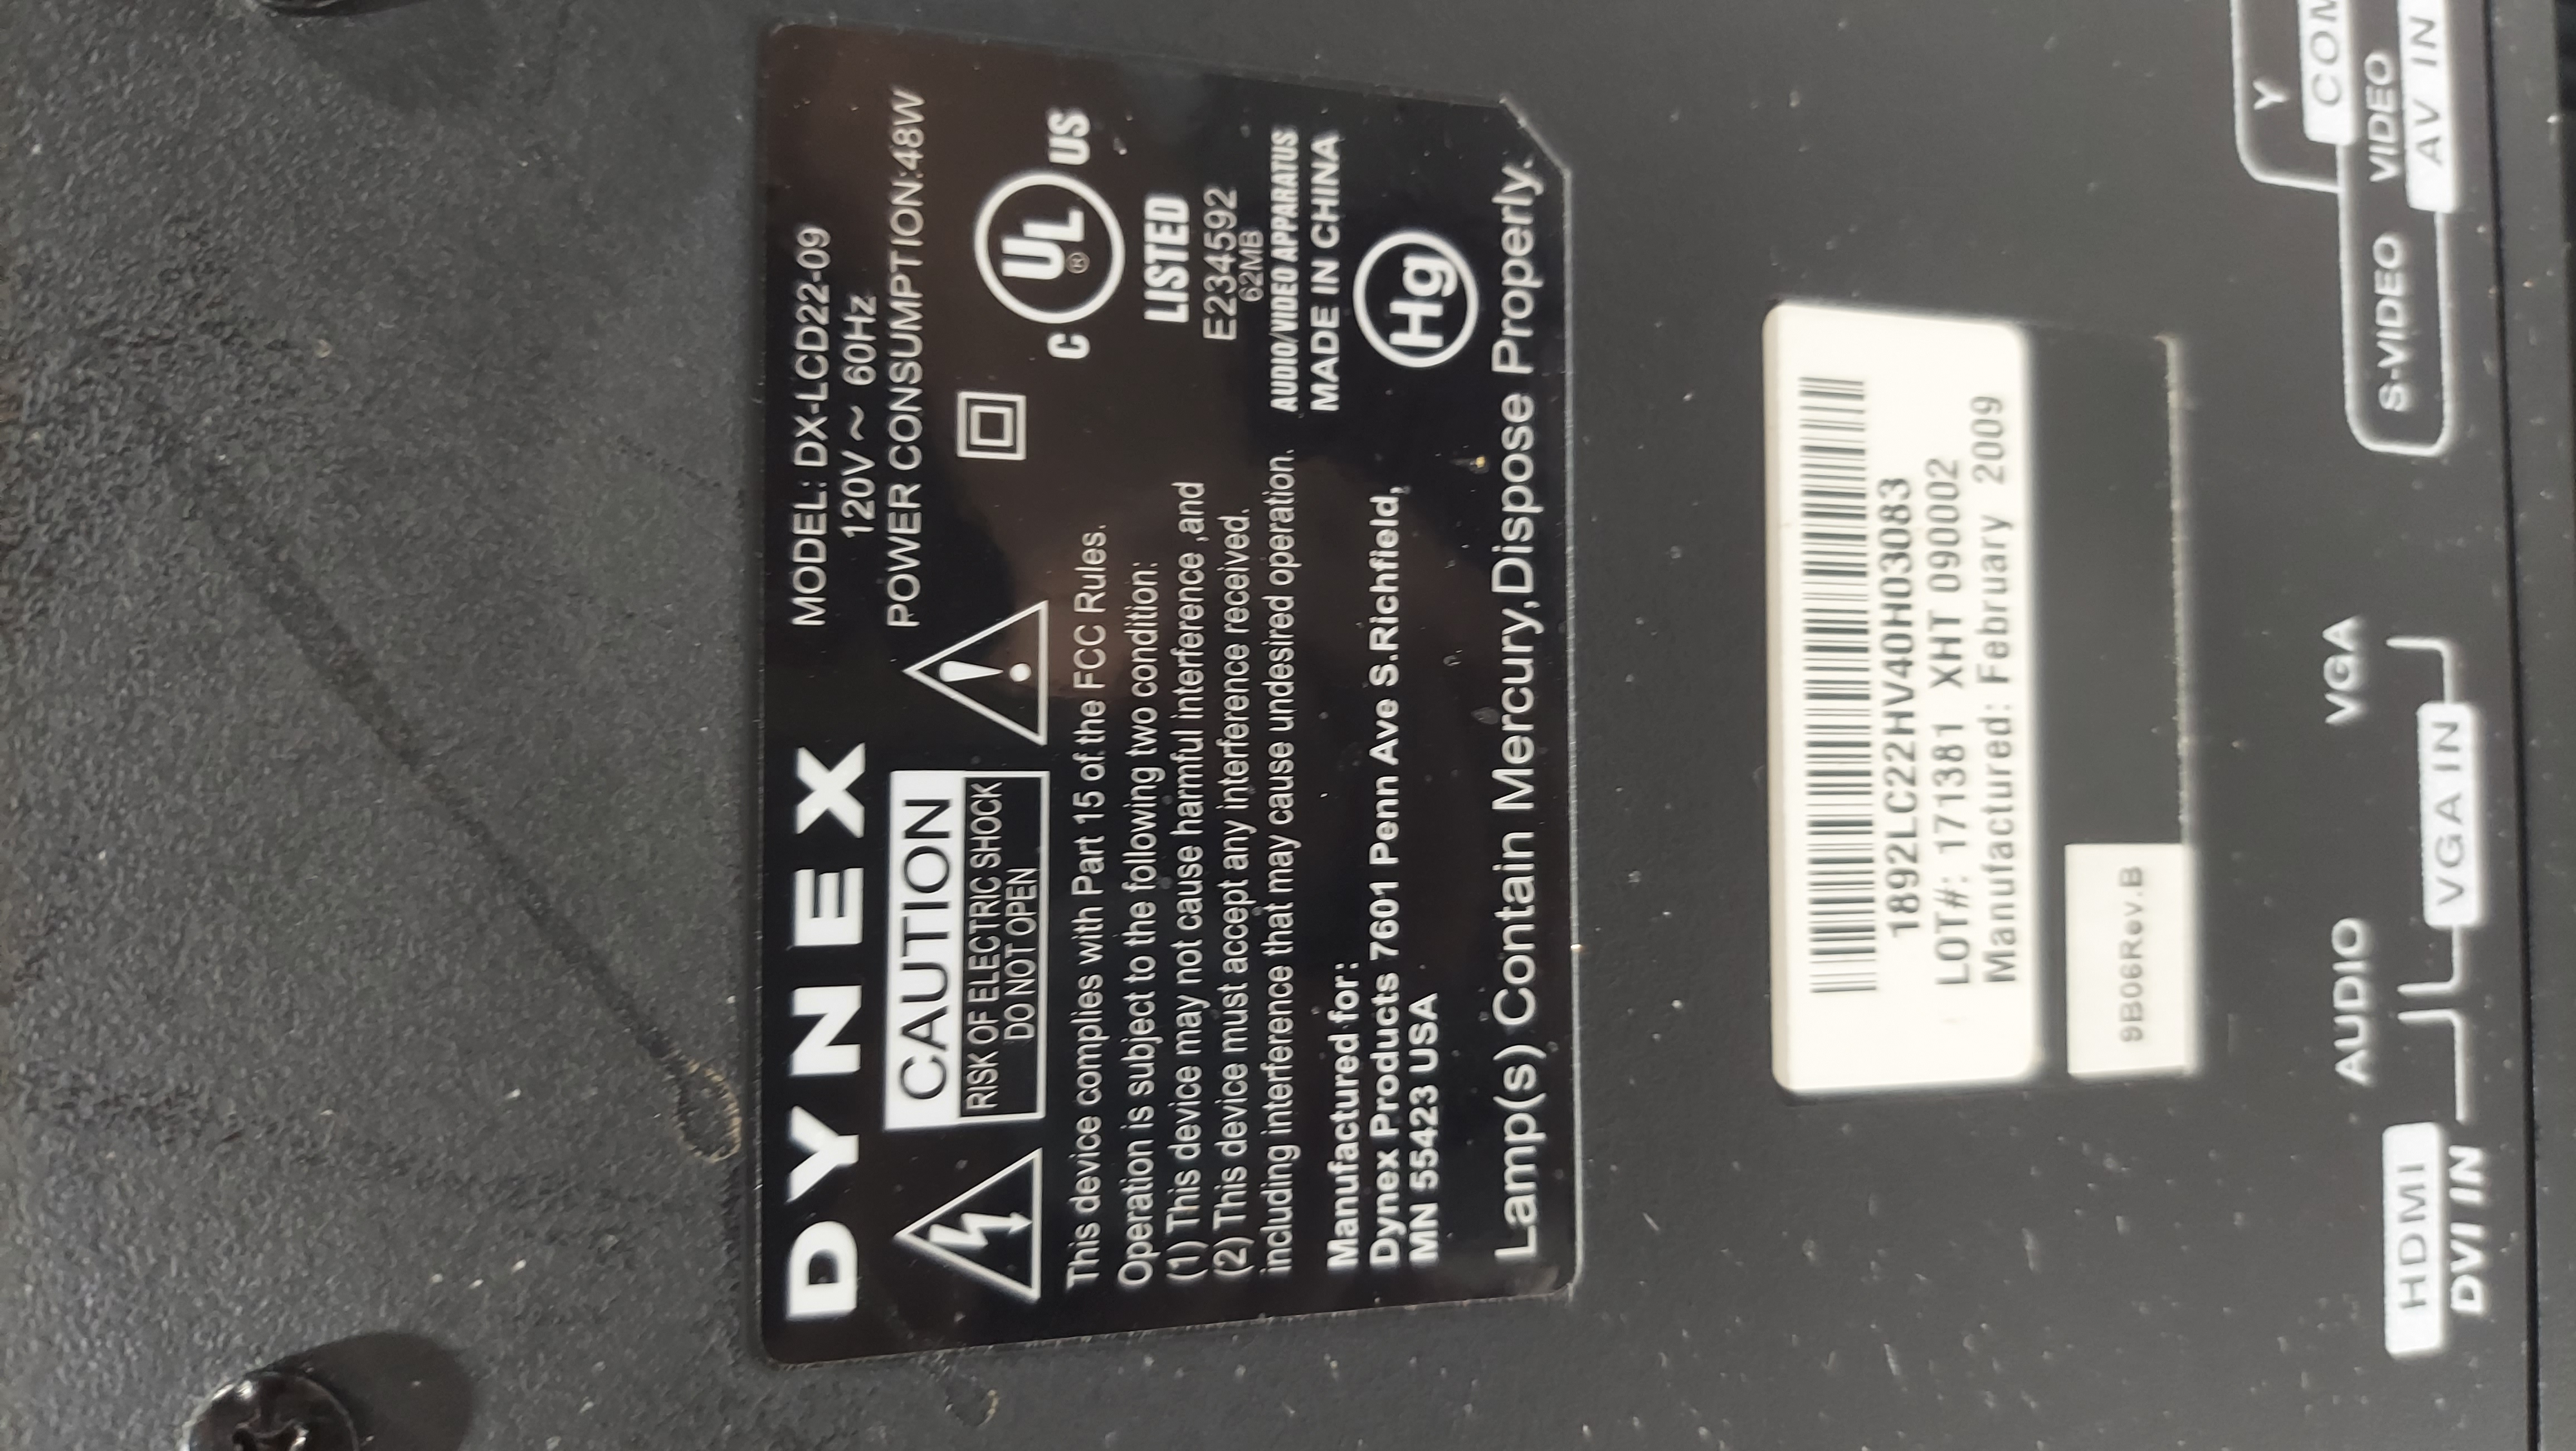 DYNEX
MODEL: DX-LCD22-09
120V ~ 60Hz
POWER CONSUMPTION:48W
CAUTION
RISK OF ELECTRIC SHOCK
DO NOT OPEN
This device complies with Part 15 of the FCC Rules.
Operation is subject to the following two condition:
(1) This device may not cause harmful interference ,and
(2) This device must accept any interference received.
including interference that may cause undesired operation.
C UL ® US
LISTED
E234592
62MB
AUDIO/VIDEO APPARATUS
MADE IN CHINA
Manufactured for:
Dynex Products 7601 Penn Ave S.Richfield,
MN 55423 USA
Hg
Lamp(s) Contain Mercury,Dispose Properly.
1892LC22HV40H03083
LOT#: 171381 XHT 090002
Manufactured: February 2009
9B06Rev.B
HDMI
DVI IN
AUDIO
VGA
VGA IN
S-VIDEO
VIDEO
AV IN
Y